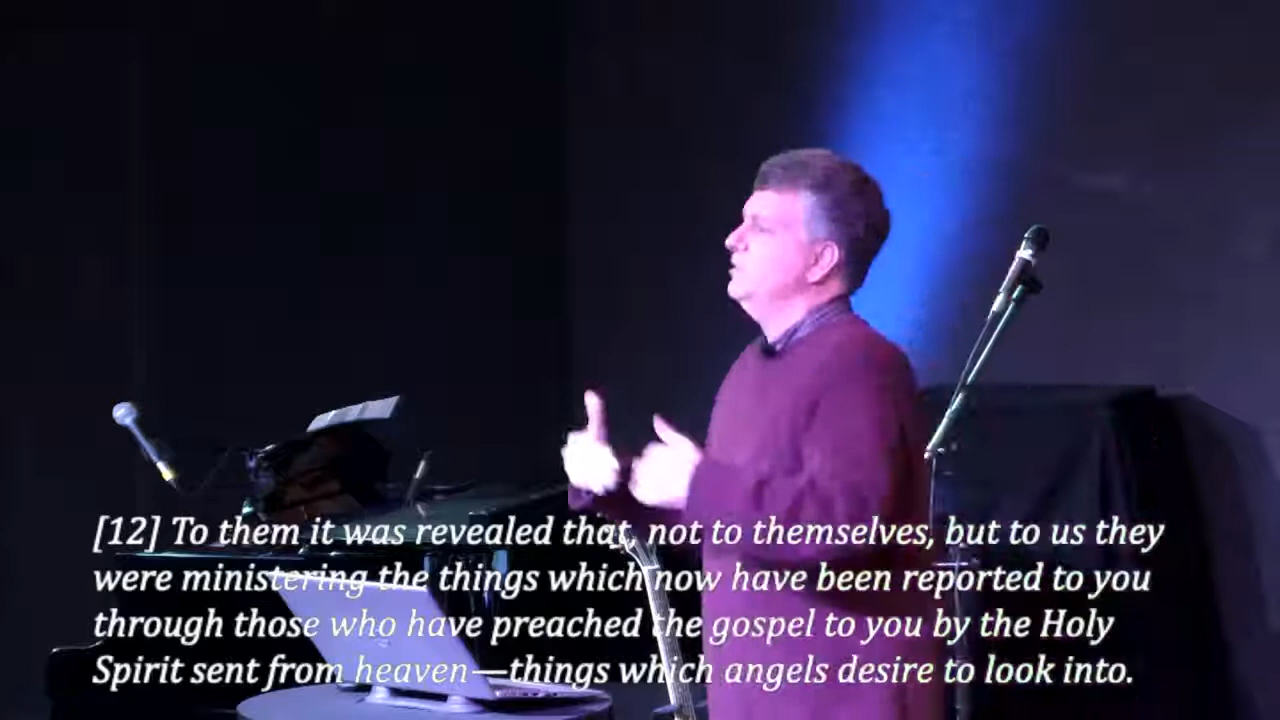 [12] To them it was revealed that, not to themselves, but to us they
were ministering the things which now have been reported to you
through those who have preached the gospel to you by the Holy
Spirit sent from heaven—things which angels desire to look into.